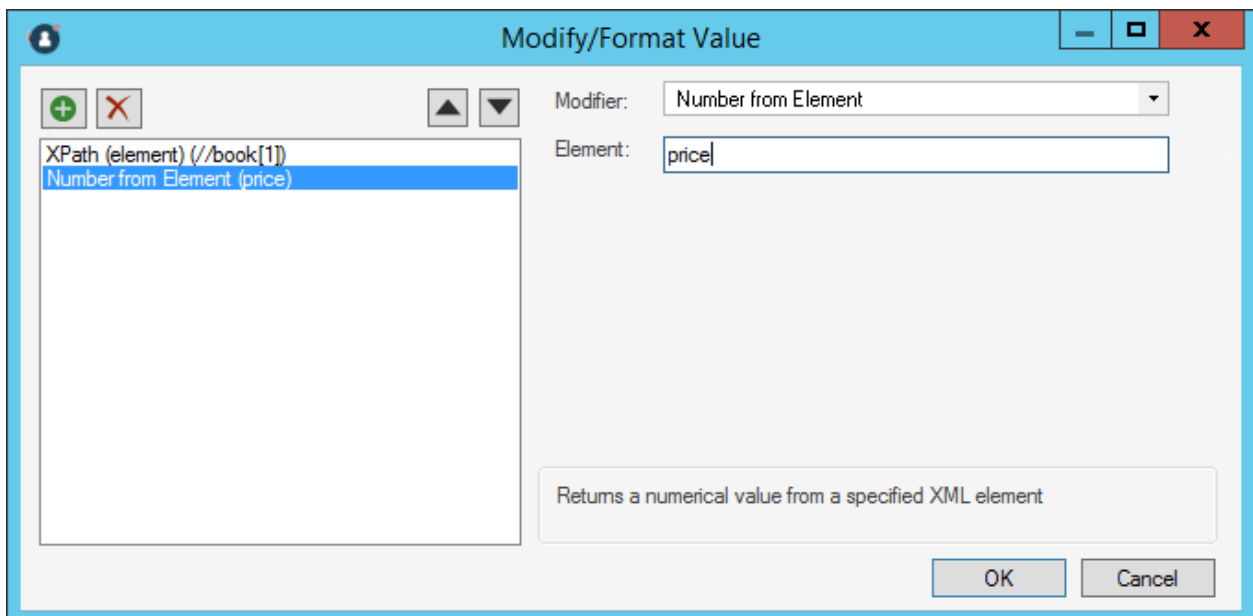 Modify/Format Value
X
XPath (element) (//book[1])
Number from Element (price)
Modifier:
Number from Element
Element:
price
Returns a numerical value from a specified XML element
OK
Cancel